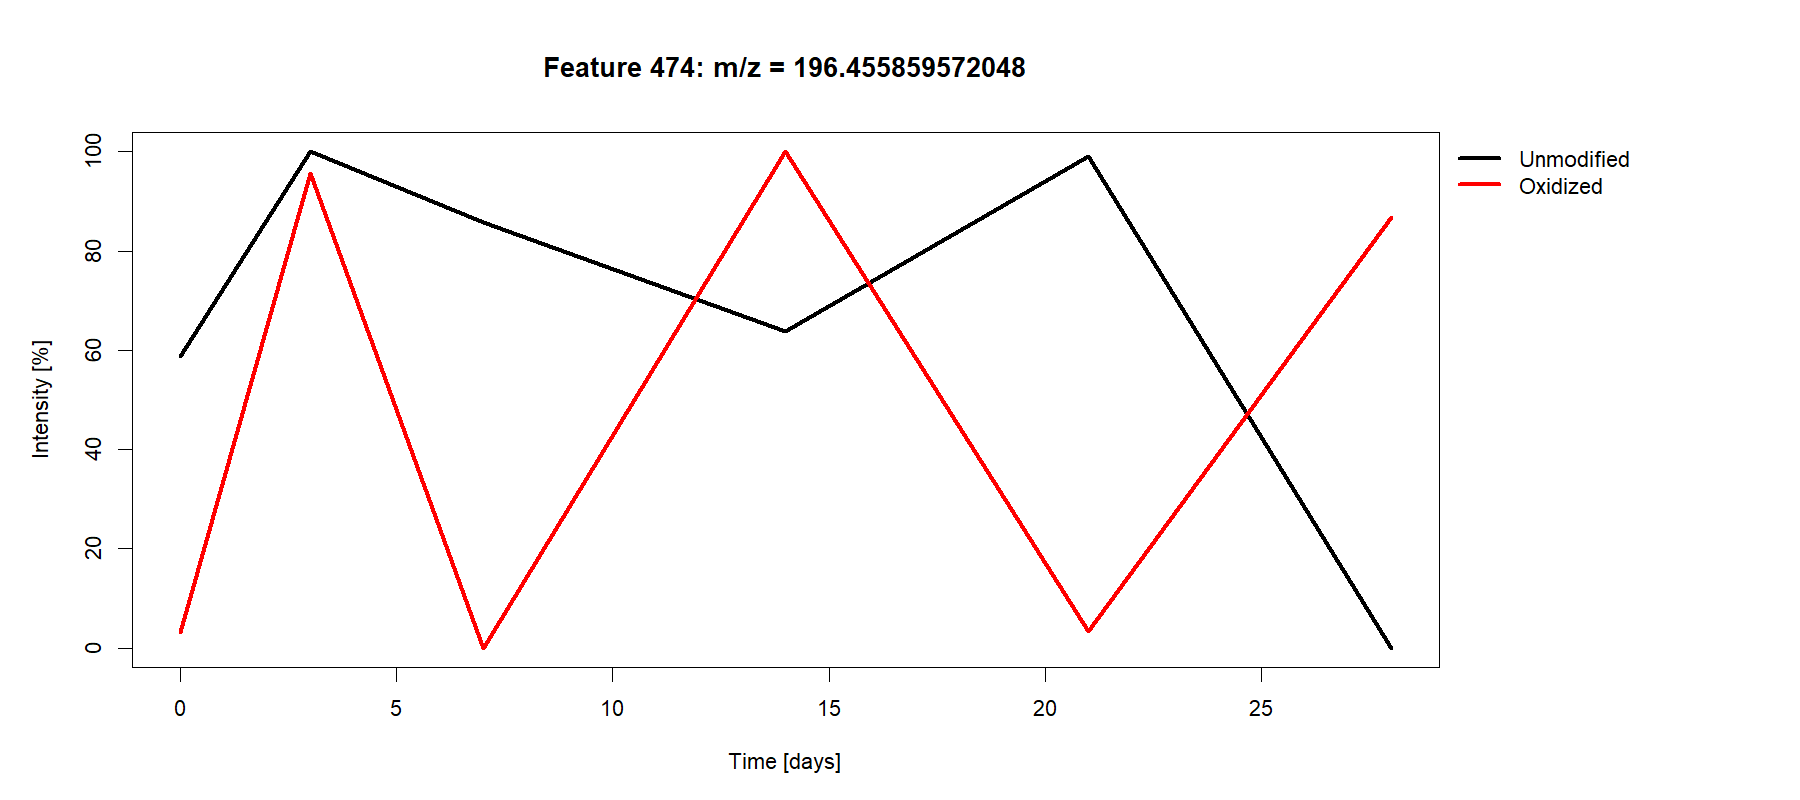 Feature 474: m/z = 196.455859572048
Unmodified
Oxidized
100
80
60
40
20
0
Intensity [%]
0 5 10 15 20 25
Time [days]